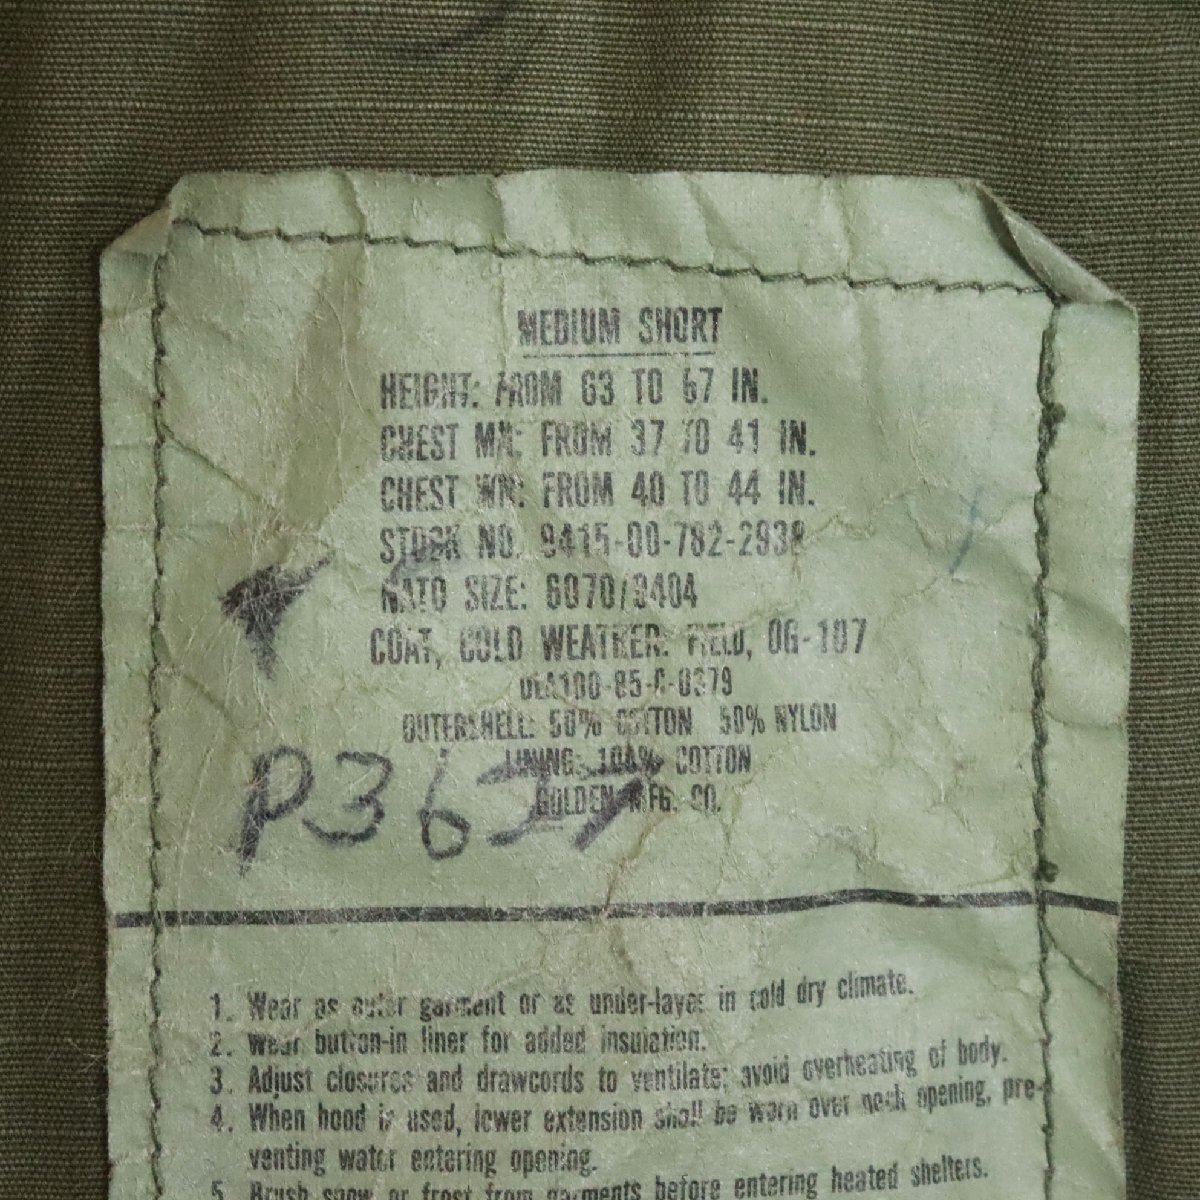 MEDIUM SHORT
HEIGHT: FROM 63 TO 67 IN.
CHEST MN: FROM 37 TO 41 IN.
CHEST WN: FROM 40 TO 44 IN.
STOCK NO. 8415-00-782-2938
NATO SIZE: 6070/9404
COAT, COLD WEATHER: FIELD, OG-107
DLA100-85-C-0379
OUTERSHELL: 50% COTTON 50% NYLON
LINING: 100% COTTON
P36
GOLDEN MFG. CO.
1. Wear as outer garment or as under-layer in cold dry climate.
2. Wear button-in liner for added insulation.
3. Adjust closures and drawcords to ventilate; avoid overheating of body.
4. When hood is used, lower extension shall be worn over neck opening, pre-
venting water entering opening.
5. Brush snow or frost from garments before entering heated shelters.